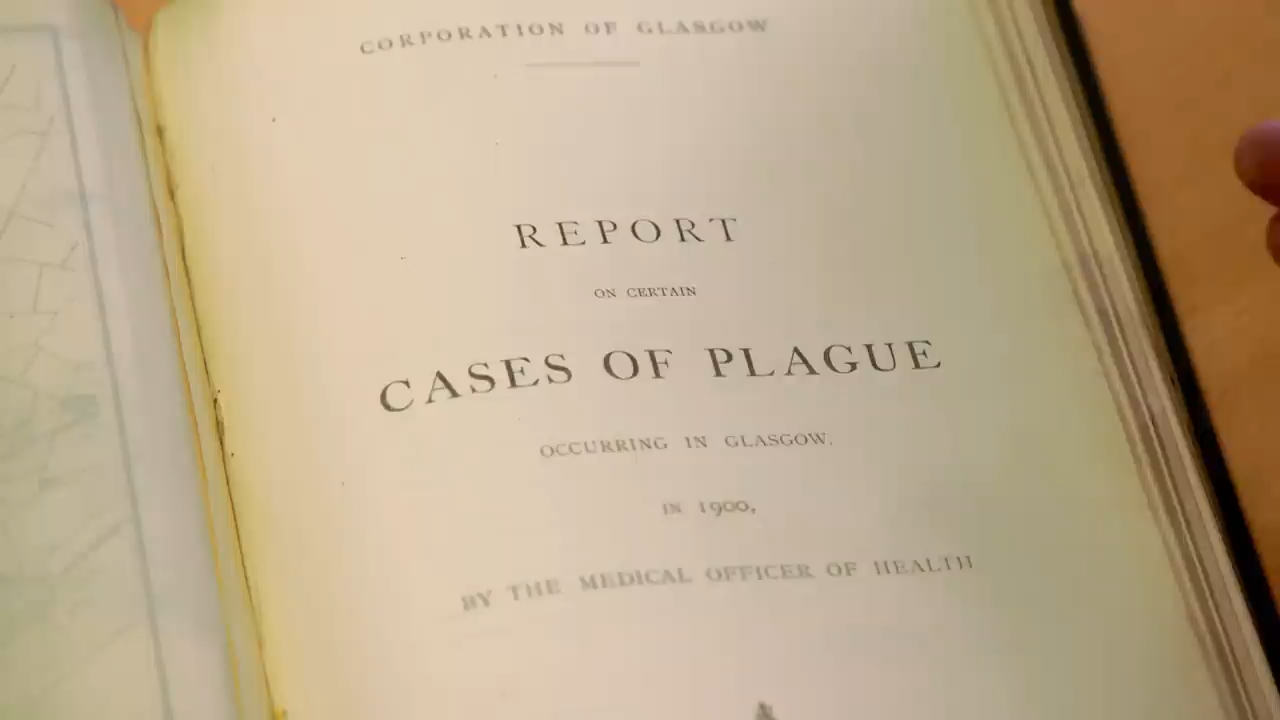 CORPORATION OF GLASGOW
REPORT
ON CERTAIN
CASES OF PLAGUE
OCCURRING IN GLASGOW,
IN 1900,
BY THE MEDICAL OFFICER OF HEALTH